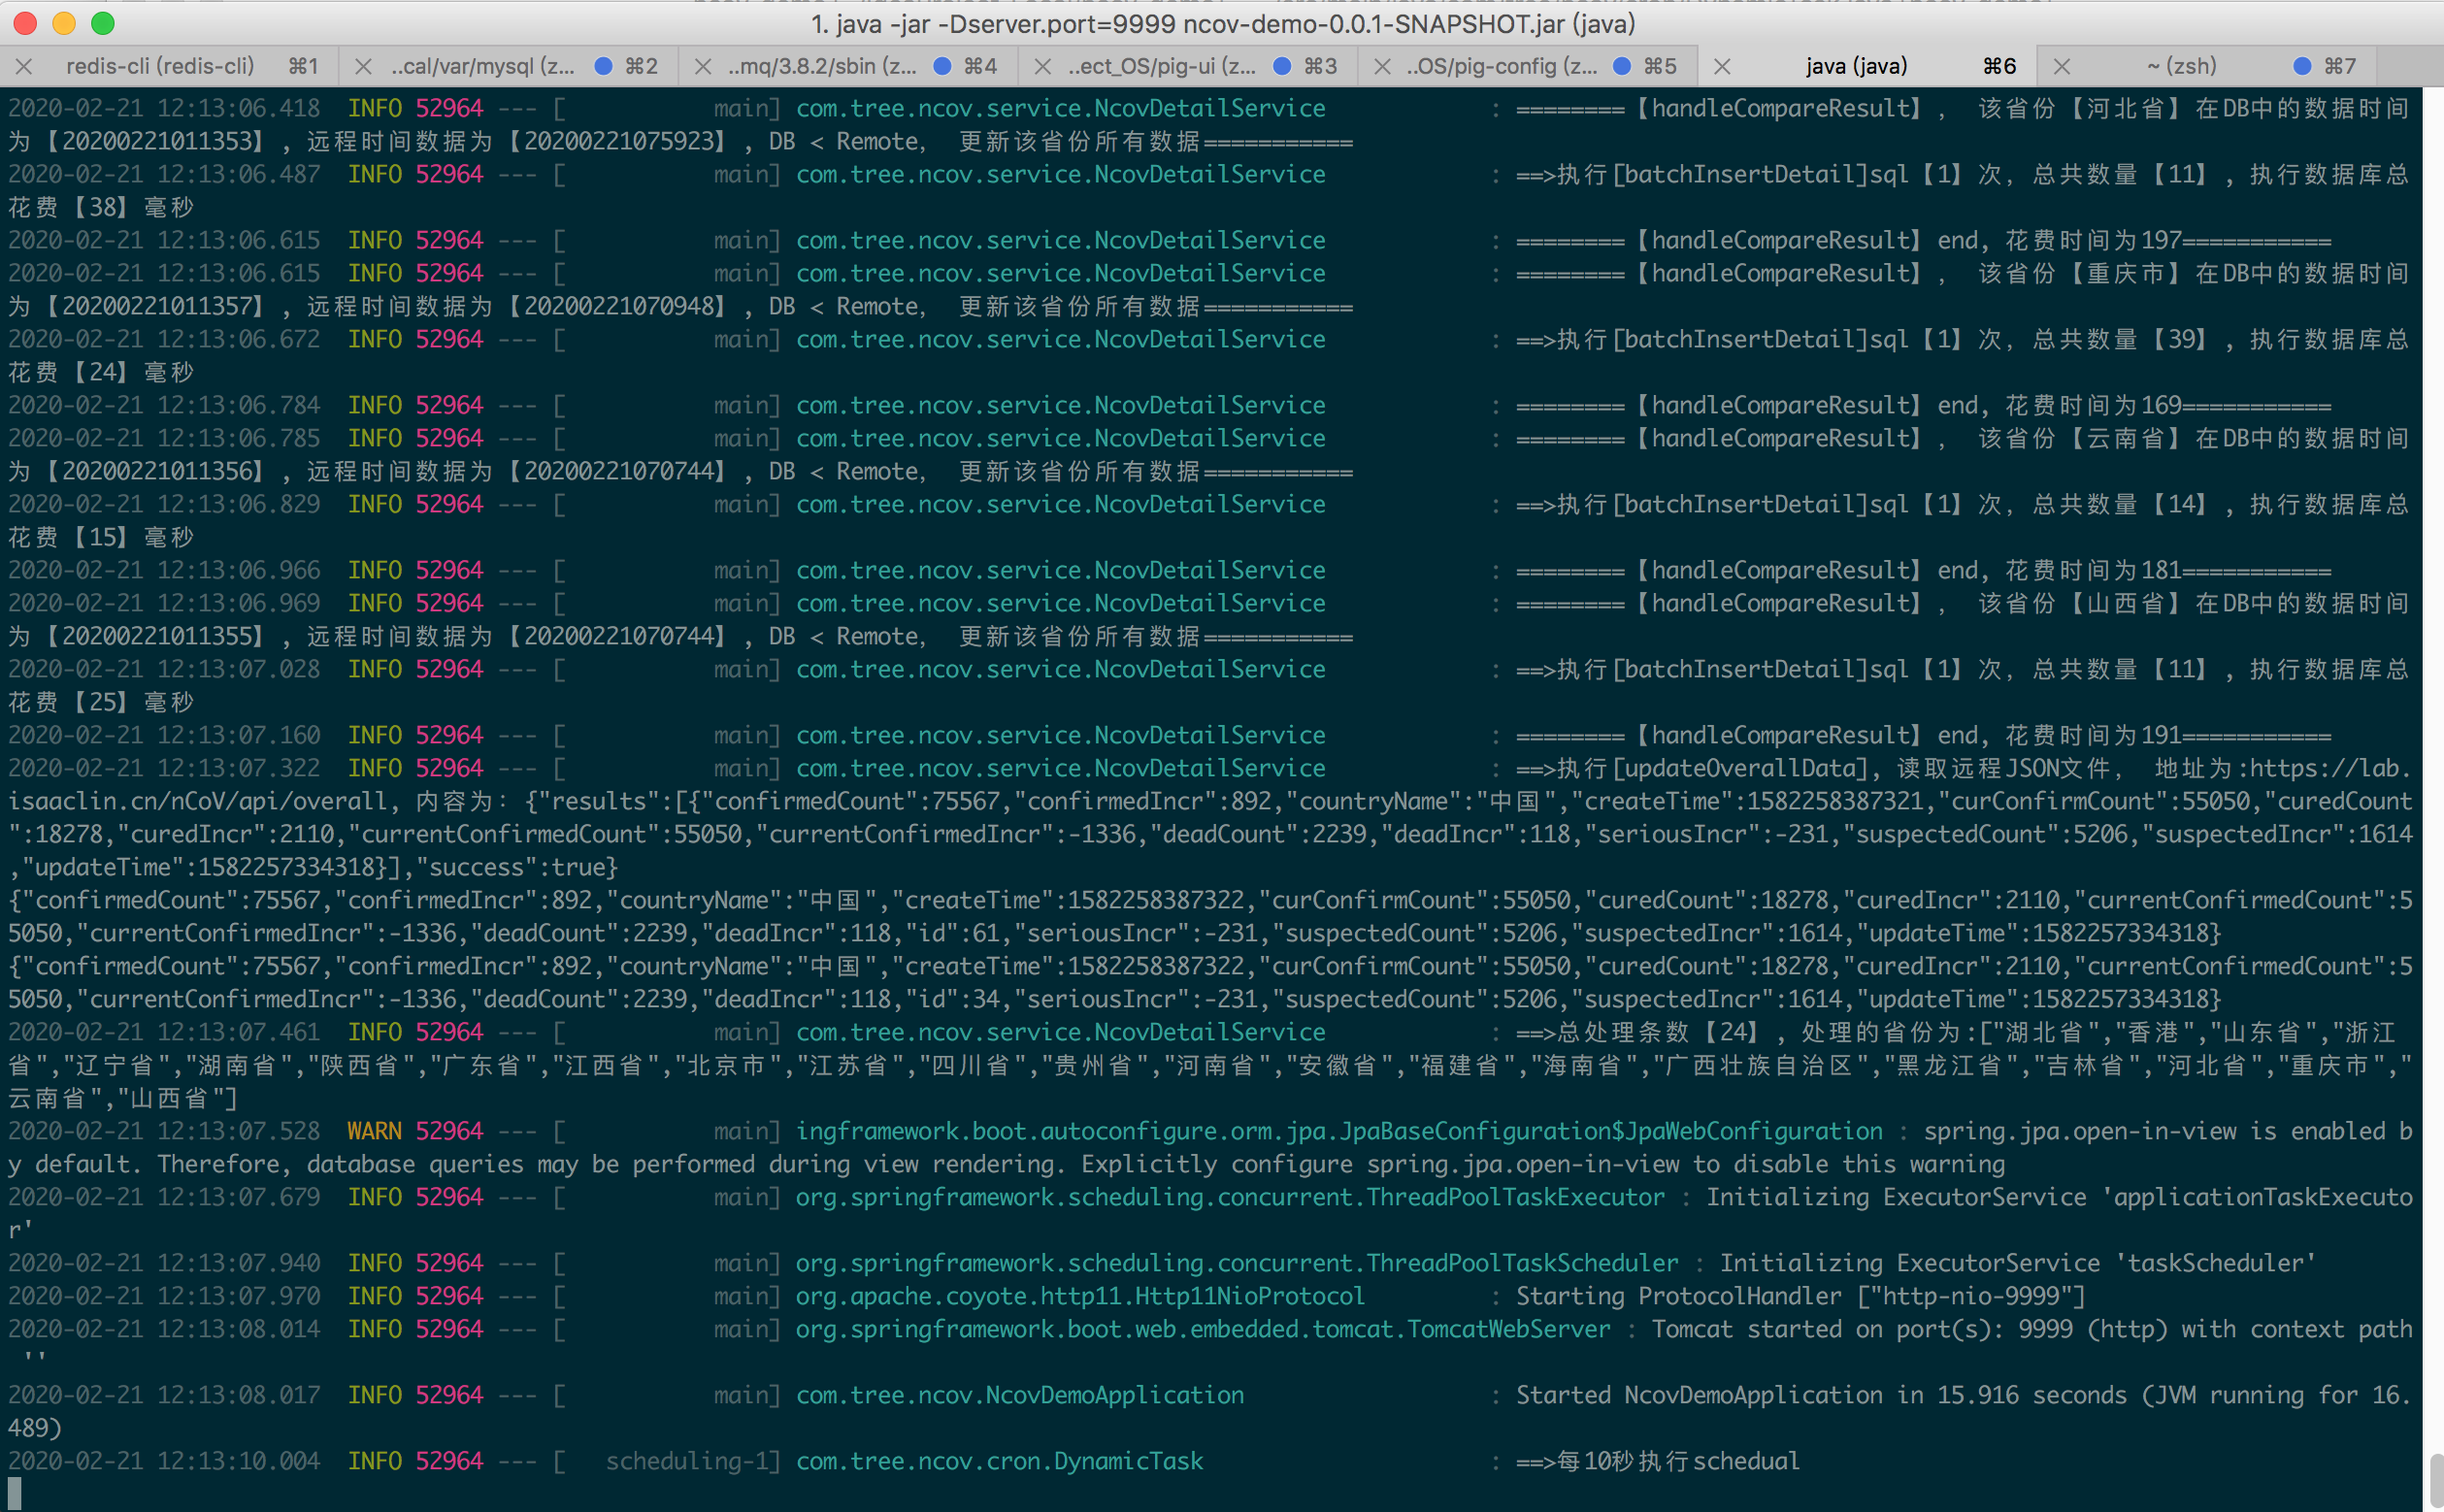 1. java -jar -Dserver.port=9999 ncov-demo-0.0.1-SNAPSHOT.jar (java)
redis-cli (redis-cli) ⌘1 ..cal/var/mysql (z... ⌘2 ..mq/3.8.2/sbin (z... ⌘4 ..ect_OS/pig-ui (z... ⌘3 ..OS/pig-config (z... ⌘5 java (java) ⌘6 ~ (zsh) ⌘7
2020-02-21 12:13:06.418  INFO 52964 --- [           main] com.tree.ncov.service.NcovDetailService            : ========【handleCompareResult】， 该省份【河北省】在DB中的数据时间
为【20200221011353】，远程时间数据为【20200221075923】，DB < Remote， 更新该省份所有数据===========
2020-02-21 12:13:06.487  INFO 52964 --- [           main] com.tree.ncov.service.NcovDetailService            : ==>执行[batchInsertDetail]sql【1】次，总共数量【11】，执行数据库总
花费【38】毫秒
2020-02-21 12:13:06.615  INFO 52964 --- [           main] com.tree.ncov.service.NcovDetailService            : ========【handleCompareResult】end，花费时间为197===========
2020-02-21 12:13:06.615  INFO 52964 --- [           main] com.tree.ncov.service.NcovDetailService            : ========【handleCompareResult】， 该省份【重庆市】在DB中的数据时间
为【20200221011357】，远程时间数据为【20200221070948】，DB < Remote， 更新该省份所有数据===========
2020-02-21 12:13:06.672  INFO 52964 --- [           main] com.tree.ncov.service.NcovDetailService            : ==>执行[batchInsertDetail]sql【1】次，总共数量【39】，执行数据库总
花费【24】毫秒
2020-02-21 12:13:06.784  INFO 52964 --- [           main] com.tree.ncov.service.NcovDetailService            : ========【handleCompareResult】end，花费时间为169===========
2020-02-21 12:13:06.785  INFO 52964 --- [           main] com.tree.ncov.service.NcovDetailService            : ========【handleCompareResult】， 该省份【云南省】在DB中的数据时间
为【20200221011356】，远程时间数据为【20200221070744】，DB < Remote， 更新该省份所有数据===========
2020-02-21 12:13:06.829  INFO 52964 --- [           main] com.tree.ncov.service.NcovDetailService            : ==>执行[batchInsertDetail]sql【1】次，总共数量【14】，执行数据库总
花费【15】毫秒
2020-02-21 12:13:06.966  INFO 52964 --- [           main] com.tree.ncov.service.NcovDetailService            : ========【handleCompareResult】end，花费时间为181===========
2020-02-21 12:13:06.969  INFO 52964 --- [           main] com.tree.ncov.service.NcovDetailService            : ========【handleCompareResult】， 该省份【山西省】在DB中的数据时间
为【20200221011355】，远程时间数据为【20200221070744】，DB < Remote， 更新该省份所有数据===========
2020-02-21 12:13:07.028  INFO 52964 --- [           main] com.tree.ncov.service.NcovDetailService            : ==>执行[batchInsertDetail]sql【1】次，总共数量【11】，执行数据库总
花费【25】毫秒
2020-02-21 12:13:07.160  INFO 52964 --- [           main] com.tree.ncov.service.NcovDetailService            : ========【handleCompareResult】end，花费时间为191===========
2020-02-21 12:13:07.322  INFO 52964 --- [           main] com.tree.ncov.service.NcovDetailService            : ==>执行[updateOverallData]，读取远程JSON文件， 地址为:https://lab.
isaaclin.cn/nCoV/api/overall，内容为：{"results":[{"confirmedCount":75567,"confirmedIncr":892,"countryName":"中国","createTime":1582258387321,"curConfirmCount":55050,"curedCount
":18278,"curedIncr":2110,"currentConfirmedCount":55050,"currentConfirmedIncr":-1336,"deadCount":2239,"deadIncr":118,"seriousIncr":-231,"suspectedCount":5206,"suspectedIncr":1614
,"updateTime":1582257334318}],"success":true}
{"confirmedCount":75567,"confirmedIncr":892,"countryName":"中国","createTime":1582258387322,"curConfirmCount":55050,"curedCount":18278,"curedIncr":2110,"currentConfirmedCount":5
5050,"currentConfirmedIncr":-1336,"deadCount":2239,"deadIncr":118,"id":61,"seriousIncr":-231,"suspectedCount":5206,"suspectedIncr":1614,"updateTime":1582257334318}
{"confirmedCount":75567,"confirmedIncr":892,"countryName":"中国","createTime":1582258387322,"curConfirmCount":55050,"curedCount":18278,"curedIncr":2110,"currentConfirmedCount":5
5050,"currentConfirmedIncr":-1336,"deadCount":2239,"deadIncr":118,"id":34,"seriousIncr":-231,"suspectedCount":5206,"suspectedIncr":1614,"updateTime":1582257334318}
2020-02-21 12:13:07.461  INFO 52964 --- [           main] com.tree.ncov.service.NcovDetailService            : ==>总处理条数【24】，处理的省份为:["湖北省","香港","山东省","浙江
省","辽宁省","湖南省","陕西省","广东省","江西省","北京市","江苏省","四川省","贵州省","河南省","安徽省","福建省","海南省","广西壮族自治区","黑龙江省","吉林省","河北省","重庆市","
云南省","山西省"]
2020-02-21 12:13:07.528  WARN 52964 --- [           main] ingframework.boot.autoconfigure.orm.jpa.JpaBaseConfiguration$JpaWebConfiguration : spring.jpa.open-in-view is enabled b
y default. Therefore, database queries may be performed during view rendering. Explicitly configure spring.jpa.open-in-view to disable this warning
2020-02-21 12:13:07.679  INFO 52964 --- [           main] org.springframework.scheduling.concurrent.ThreadPoolTaskExecutor : Initializing ExecutorService 'applicationTaskExecuto
r'
2020-02-21 12:13:07.940  INFO 52964 --- [           main] org.springframework.scheduling.concurrent.ThreadPoolTaskScheduler : Initializing ExecutorService 'taskScheduler'
2020-02-21 12:13:07.970  INFO 52964 --- [           main] org.apache.coyote.http11.Http11NioProtocol         : Starting ProtocolHandler ["http-nio-9999"]
2020-02-21 12:13:08.014  INFO 52964 --- [           main] org.springframework.boot.web.embedded.tomcat.TomcatWebServer : Tomcat started on port(s): 9999 (http) with context path
 ''
2020-02-21 12:13:08.017  INFO 52964 --- [           main] com.tree.ncov.NcovDemoApplication                  : Started NcovDemoApplication in 15.916 seconds (JVM running for 16.
489)
2020-02-21 12:13:10.004  INFO 52964 --- [   scheduling-1] com.tree.ncov.cron.DynamicTask                     : ==>每10秒执行schedual